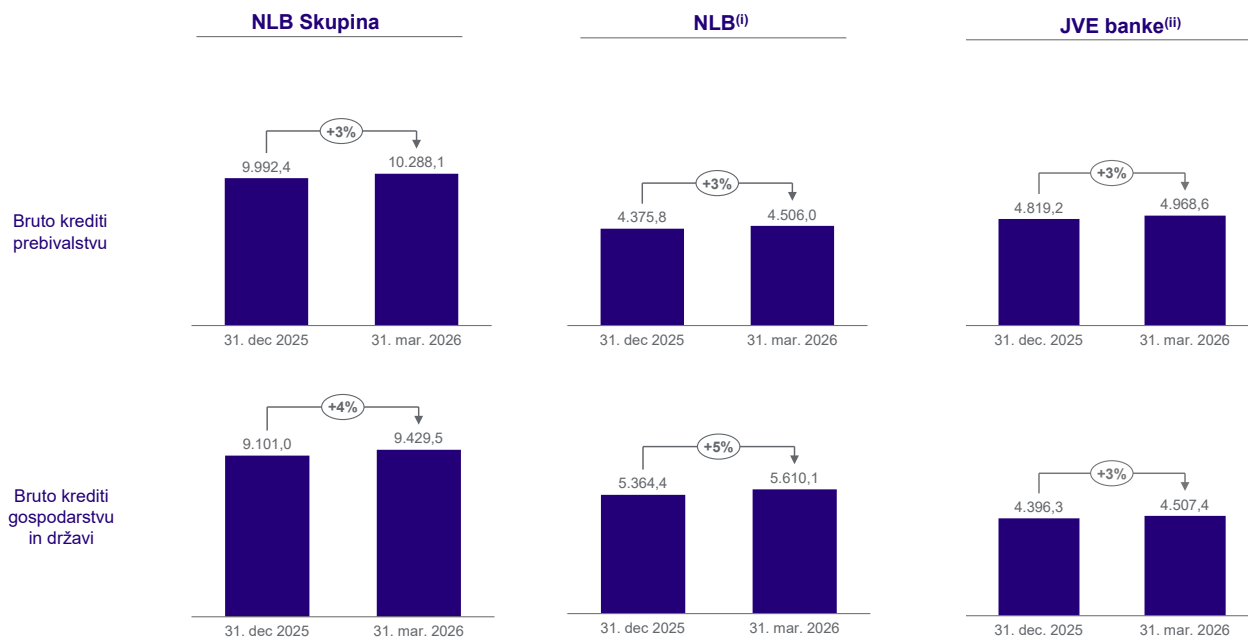 NLB Skupina
NLB(i)
JVE banke(ii)
Bruto krediti
prebivalstvu
+3%
9.992,4
10.288,1
31. dec 2025
31. mar. 2026
+3%
4.375,8
4.506,0
31. dec 2025
31. mar. 2026
+3%
4.819,2
4.968,6
31. dec. 2025
31. mar. 2026
Bruto krediti
gospodarstvu
in državi
+4%
9.101,0
9.429,5
31. dec 2025
31. mar. 2026
+5%
5.364,4
5.610,1
31. dec 2025
31. mar. 2026
+3%
4.396,3
4.507,4
31. dec. 2025
31. mar. 2026